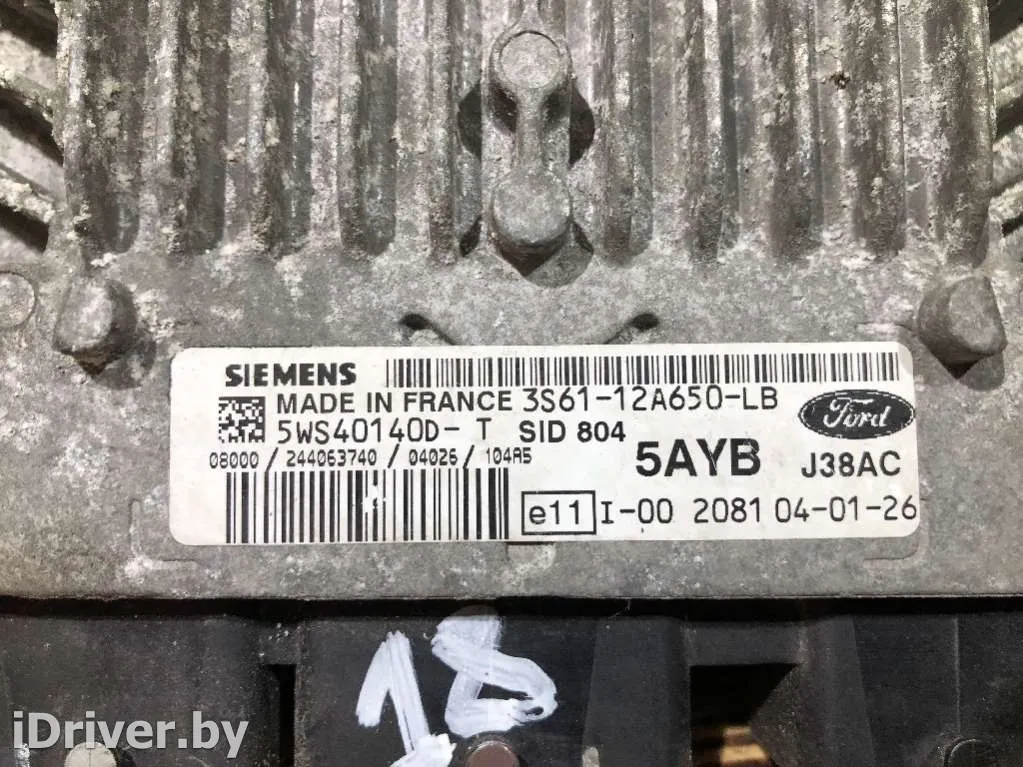 SIEMENS
MADE IN FRANCE 3S61-12A650-LB
5WS40140D-T SID 804
Ford
08000/244063740/04026/104A5
5AYB J38AC
e11 I-00 2081 04-01-26
18
iDriver.by